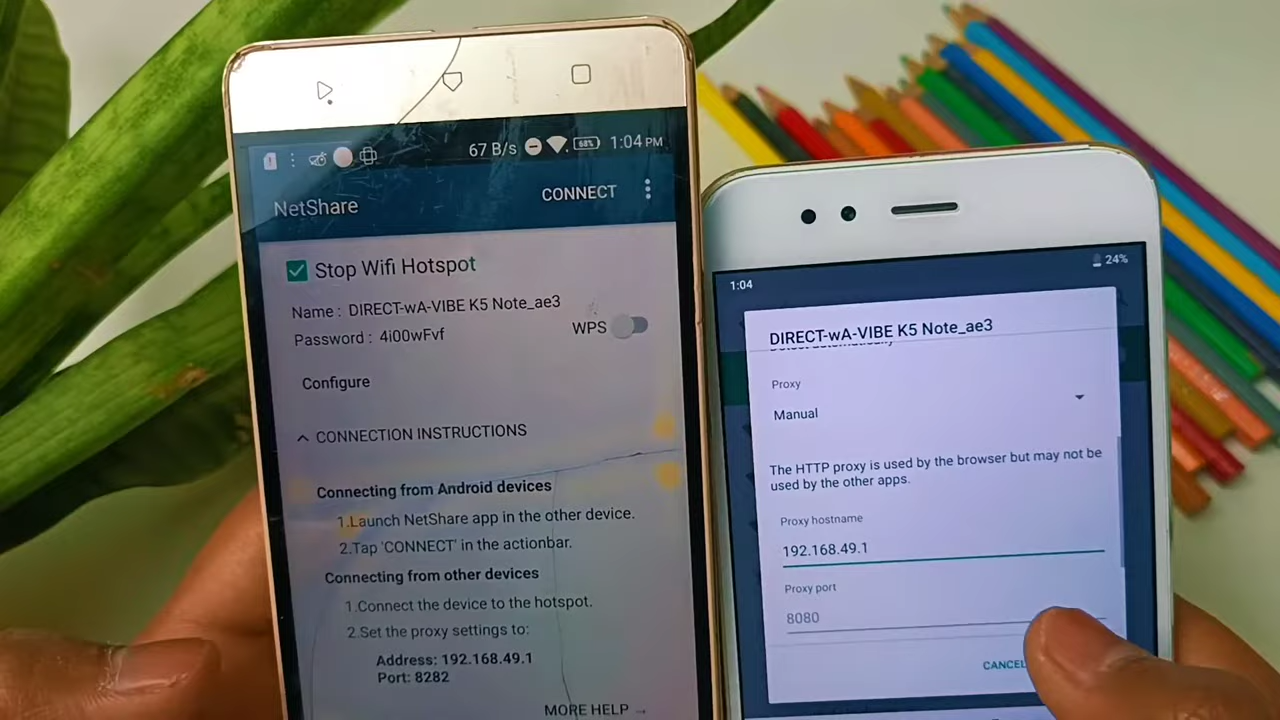 67 B/s 68% 1:04 PM
NetShare
CONNECT
Stop Wifi Hotspot
Name : DIRECT-wA-VIBE K5 Note_ae3
Password : 4i00wFvf
WPS
Configure
CONNECTION INSTRUCTIONS
Connecting from Android devices
1.Launch NetShare app in the other device.
2.Tap 'CONNECT' in the actionbar.
Connecting from other devices
1.Connect the device to the hotspot.
2.Set the proxy settings to:
Address: 192.168.49.1
Port: 8282
MORE HELP →
1:04
24%
DIRECT-wA-VIBE K5 Note_ae3
Proxy
Manual
The HTTP proxy is used by the browser but may not be
used by the other apps.
Proxy hostname
192.168.49.1
Proxy port
8080
CANCEL